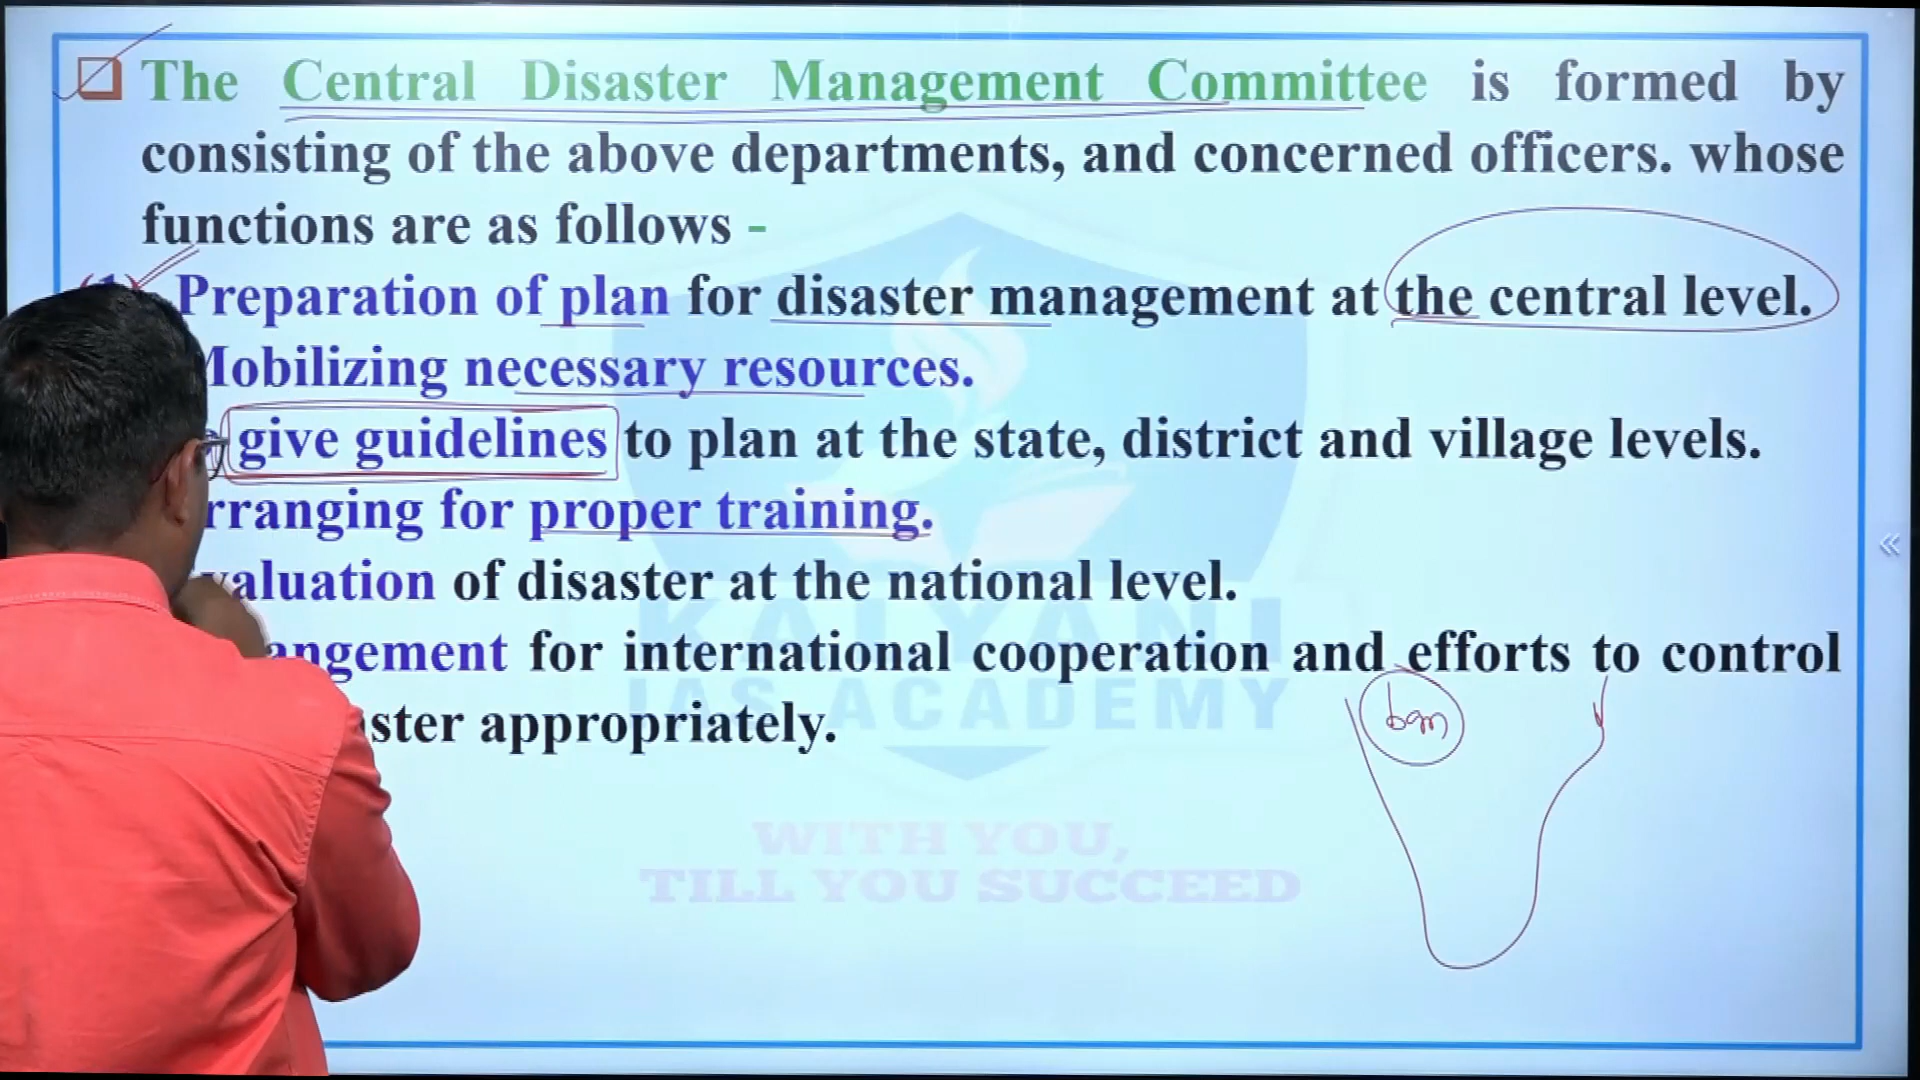 The Central Disaster Management Committee is formed by
consisting of the above departments, and concerned officers. whose
functions are as follows -
(1) Preparation of plan for disaster management at the central level.
Mobilizing necessary resources.
give guidelines to plan at the state, district and village levels.
rranging for proper training.
valuation of disaster at the national level.
angement for international cooperation and efforts to control
ster appropriately.
KALYANI
IAS ACADEMY
WITH YOU,
TILL YOU SUCCEED